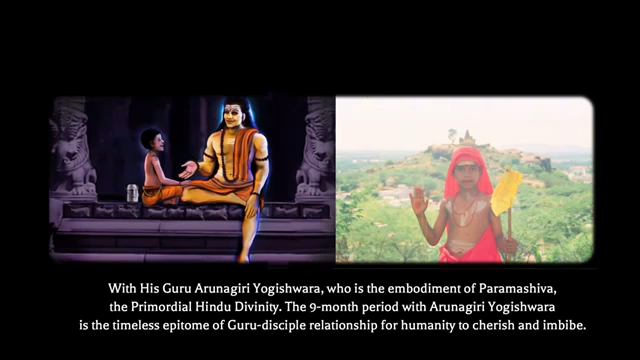 With His Guru Arunagiri Yogishwara, who is the embodiment of Paramashiva,
the Primordial Hindu Divinity. The 9-month period with Arunagiri Yogishwara
is the timeless epitome of Guru-disciple relationship for humanity to cherish and imbibe.